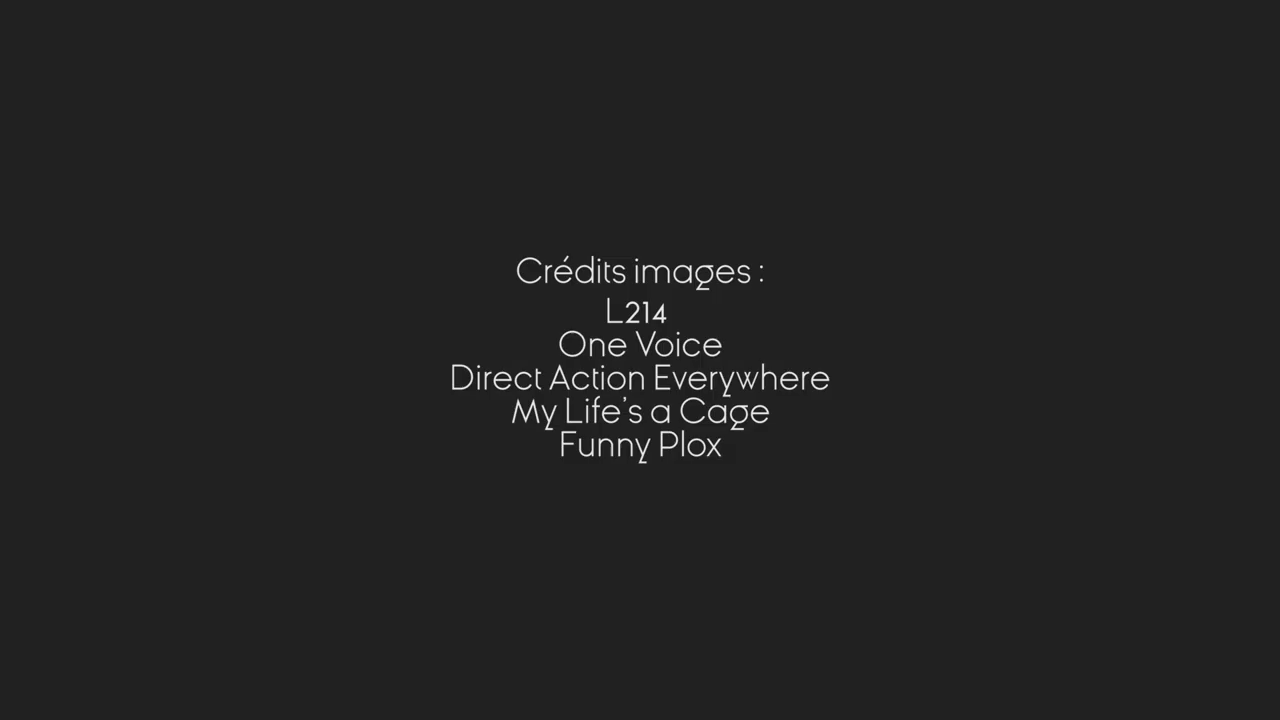 Crédits images :
L214
One Voice
Direct Action Everywhere
My Life's a Cage
Funny Plox